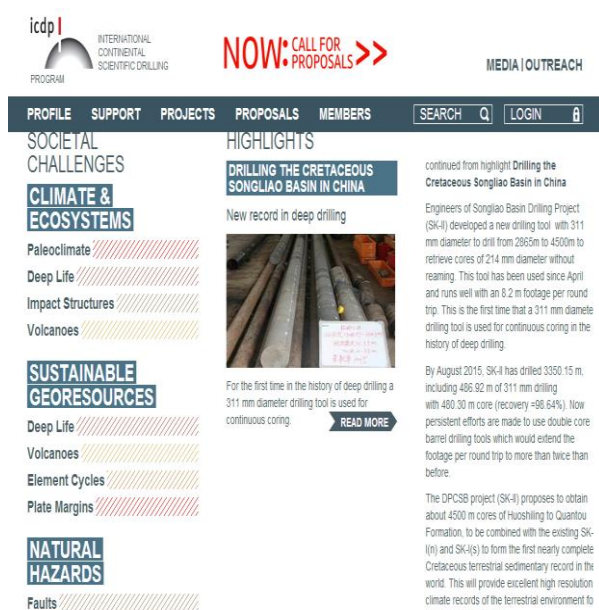 icdp
INTERNATIONAL
CONTINENTAL
SCIENTIFIC DRILLING
PROGRAM
NOW: CALL FOR
PROPOSALS >>
MEDIA | OUTREACH
PROFILE SUPPORT PROJECTS PROPOSALS MEMBERS SEARCH LOGIN
SOCIETAL
CHALLENGES
CLIMATE &
ECOSYSTEMS
Paleoclimate
Deep Life
Impact Structures
Volcanoes
SUSTAINABLE
GEORESOURCES
Deep Life
Volcanoes
Element Cycles
Plate Margins
NATURAL
HAZARDS
Faults
HIGHLIGHTS
DRILLING THE CRETACEOUS
SONGLIAO BASIN IN CHINA
New record in deep drilling
For the first time in the history of deep drilling a
311 mm diameter drilling tool is used for
continuous coring.
READ MORE
continued from highlight Drilling the
Cretaceous Songliao Basin in China
Engineers of Songliao Basin Drilling Project
(SK-II) developed a new drilling tool with 311
mm diameter to drill from 2865m to 4500m to
retrieve cores of 214 mm diameter without
reaming. This tool has been used since April
and runs well with an 8.2 m footage per round
trip. This is the first time that a 311 mm diamete
drilling tool is used for continuous coring in the
history of deep drilling.
By August 2015, SK-II has drilled 3350.15 m,
including 486.92 m of 311 mm drilling
with 480.30 m core (recovery =98.64%). Now
persistent efforts are made to use double core
barrel drilling tools which would extend the
footage per round trip to more than twice than
before.
The DPCSB project (SK-II) proposes to obtain
about 4500 m cores of Huoshiling to Quantou
Formation, to be combined with the existing SK-
I(n) and SK-I(s) to form the first nearly complete
Cretaceous terrestrial sedimentary record in the
world. This will provide excellent high resolution
climate records of the terrestrial environment fo